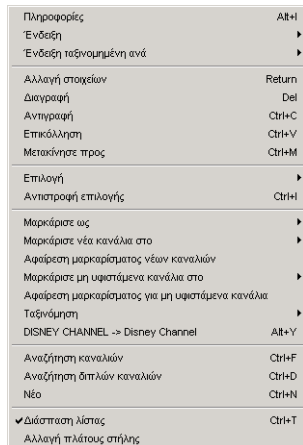 Πληροφορίες Alt+I
Ένδειξη
Ένδειξη ταξινομημένη ανά
Αλλαγή στοιχείων Return
Διαγραφή Del
Αντιγραφή Ctrl+C
Επικόλληση Ctrl+V
Μετακίνησε προς Ctrl+M
Επιλογή
Αντιστροφή επιλογής Ctrl+I
Μαρκάρισε ως
Μαρκάρισε νέα κανάλια στο
Αφαίρεση μαρκαρίσματος νέων καναλιών
Μαρκάρισε μη υφιστάμενα κανάλια στο
Αφαίρεση μαρκαρίσματος για μη υφιστάμενα κανάλια
Ταξινόμηση
DISNEY CHANNEL -> Disney Channel Alt+Y
Αναζήτηση καναλιών Ctrl+F
Αναζήτηση διπλών καναλιών Ctrl+D
Νέο Ctrl+N
Διάσπαση λίστας Ctrl+T
Αλλαγή πλάτους στήλης